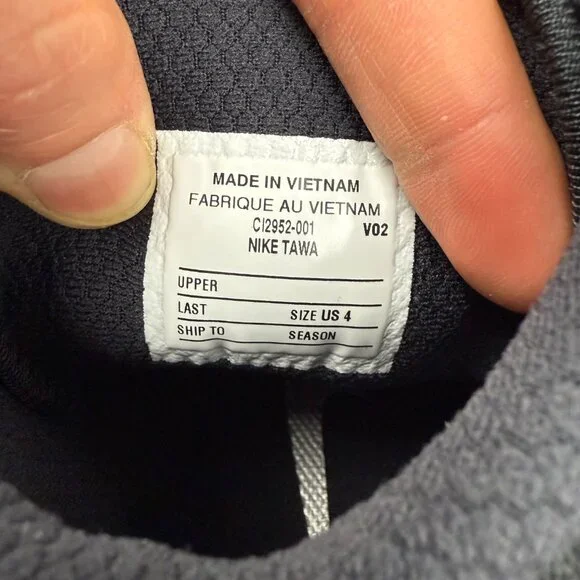 MADE IN VIETNAM
FABRIQUE AU VIETNAM
CI2952-001 V02
NIKE TAWA
UPPER
LAST SIZE US 4
SHIP TO SEASON